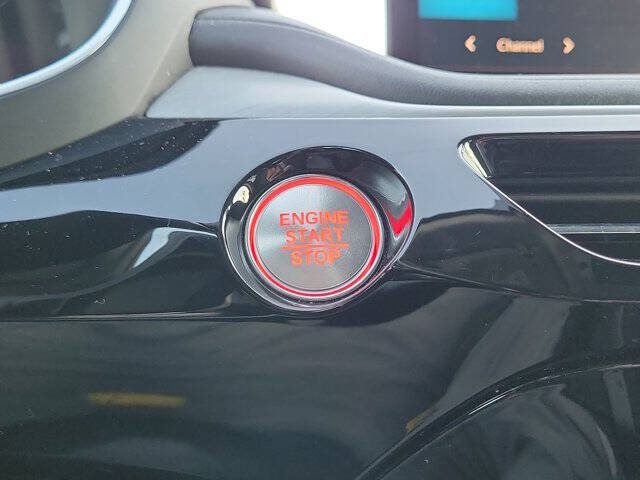 Channel
ENGINE
START
STOP